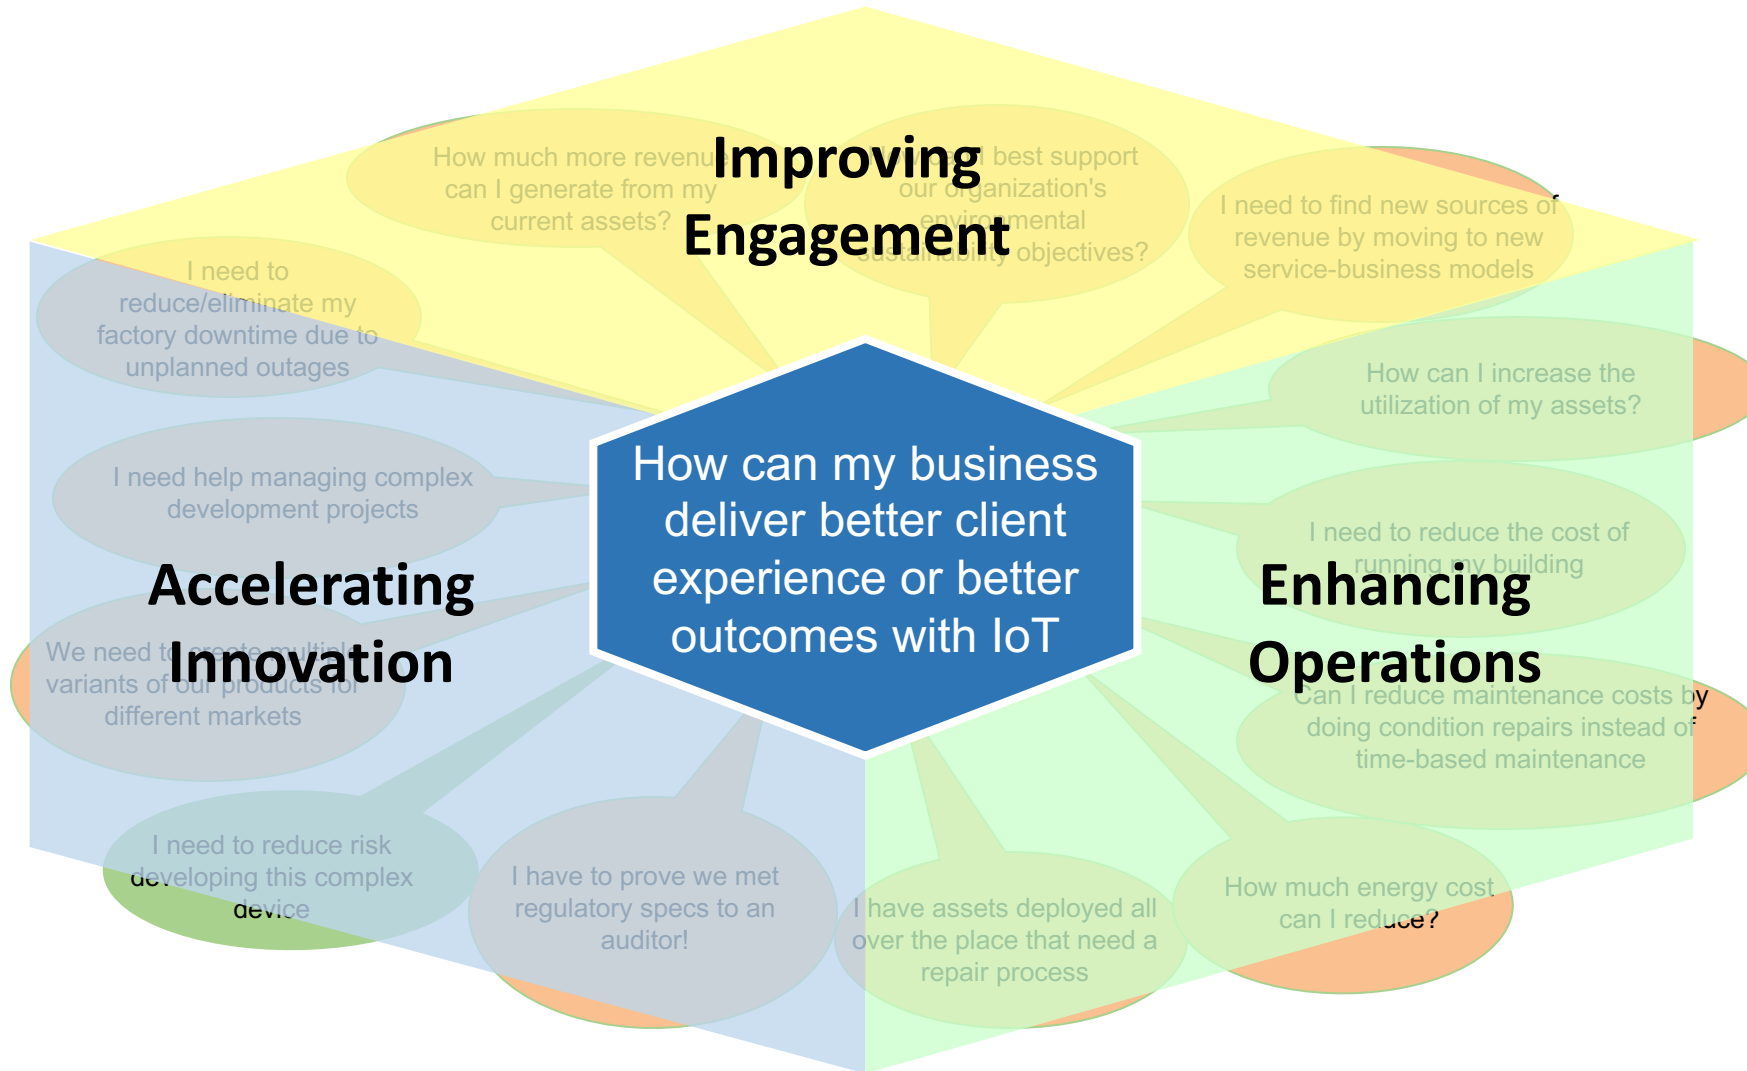 Improving
Engagement
How much more revenue
can I generate from my
current assets?
How can I best support
our organization's
environmental
sustainability objectives?
I need to find new sources of
revenue by moving to new
service-business models
I need to
reduce/eliminate my
factory downtime due to
unplanned outages
How can I increase the
utilization of my assets?
I need help managing complex
development projects
How can my business
deliver better client
experience or better
outcomes with IoT
I need to reduce the cost of
running my building
Accelerating
Innovation
Enhancing
Operations
We need to create multiple
variants of our products for
different markets
Can I reduce maintenance costs by
doing condition repairs instead of
time-based maintenance
I need to reduce risk
developing this complex
device
I have to prove we met
regulatory specs to an
auditor!
I have assets deployed all
over the place that need a
repair process
How much energy cost
can I reduce?